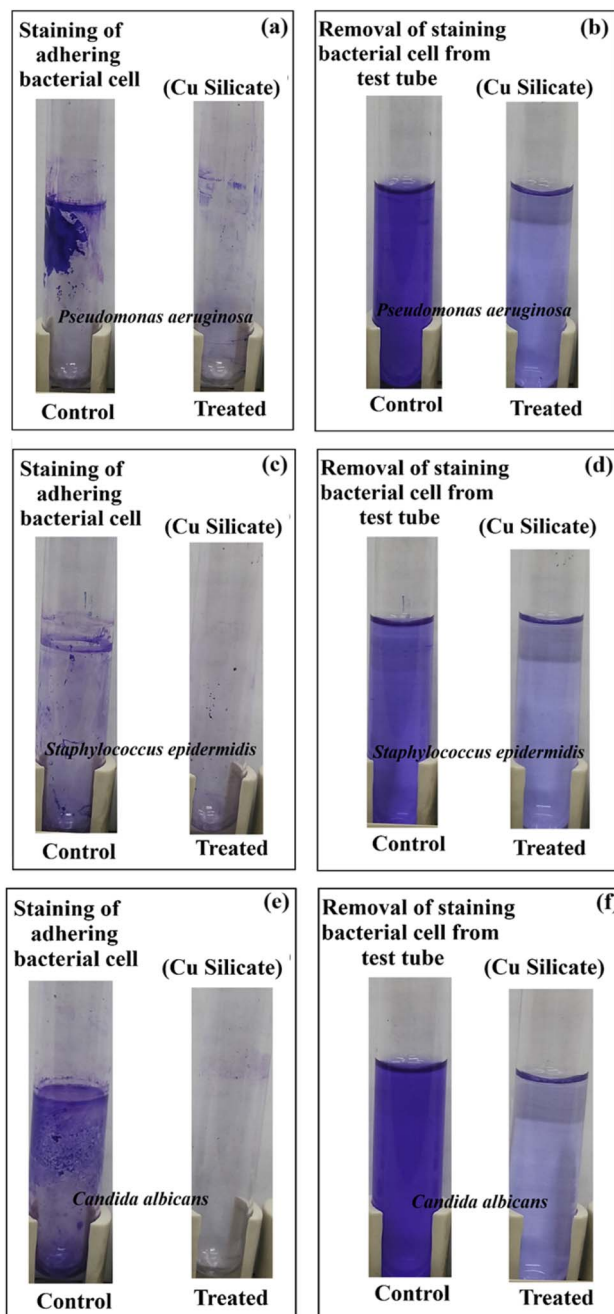 Staining of
adhering
bacterial cell
(a)
(Cu Silicate)
Pseudomonas aeruginosa
Control
Treated
Removal of staining
bacterial cell from
test tube
(b)
(Cu Silicate)
Pseudomonas aeruginosa
Control
Treated
Staining of
adhering
bacterial cell
(c)
(Cu Silicate)
Staphylococcus epidermidis
Control
Treated
Removal of staining
bacterial cell from
test tube
(d)
(Cu Silicate)
Staphylococcus epidermidis
Control
Treated
Staining of
adhering
bacterial cell
(e)
(Cu Silicate)
Candida albicans
Control
Treated
Removal of staining
bacterial cell from
test tube
(f)
(Cu Silicate)
Candida albicans
Control
Treated